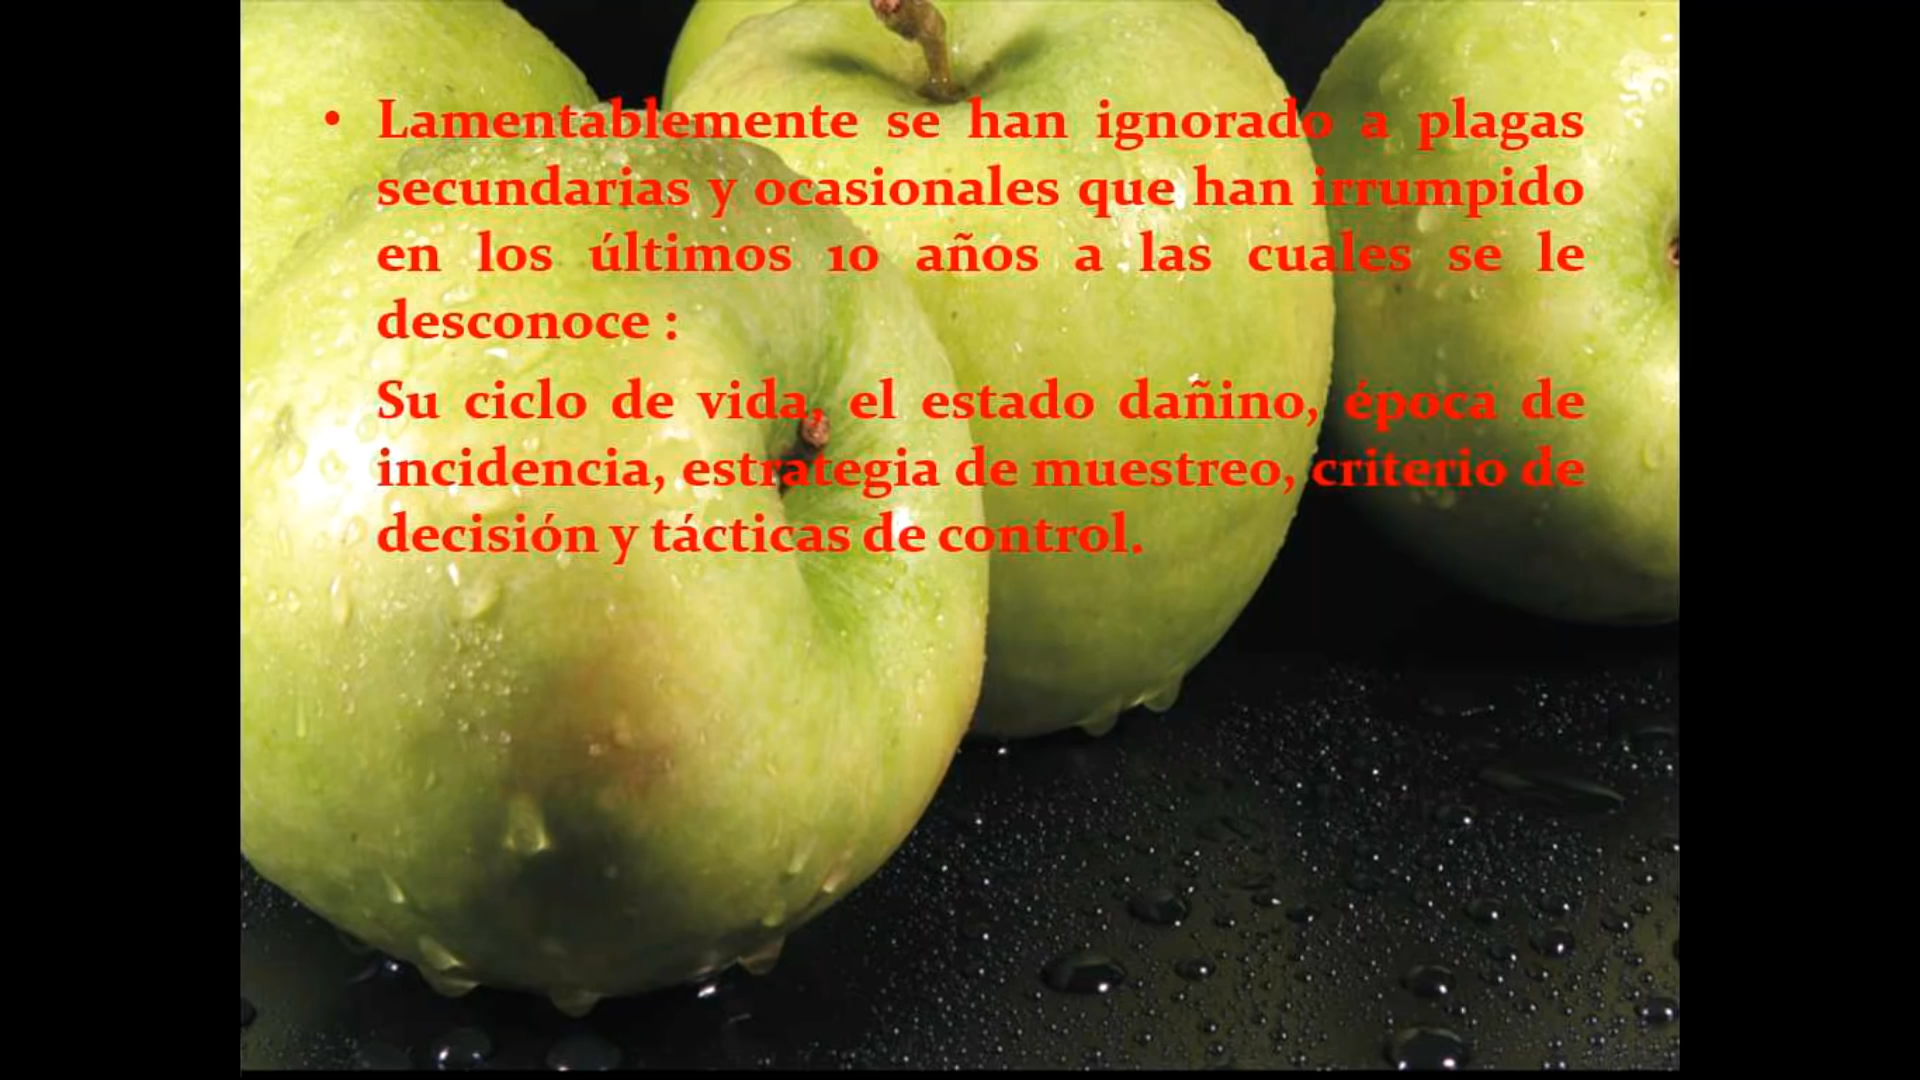 • Lamentablemente se han ignorado a plagas
secundarias y ocasionales que han irrumpido
en los últimos 10 años a las cuales se le
desconoce :
Su ciclo de vida, el estado dañino, época de
incidencia, estrategia de muestreo, criterio de
decisión y tácticas de control.